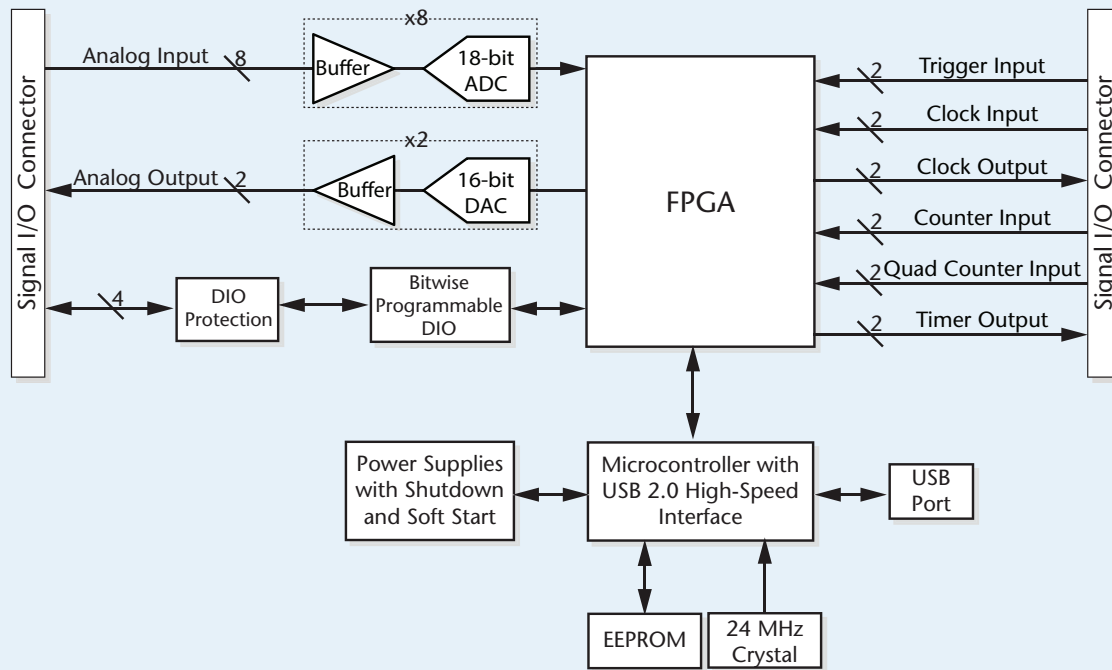 x8
Analog Input
8
Buffer
18-bit
ADC
x2
Analog Output
2
Buffer
16-bit
DAC
Signal I/O Connector
4
DIO
Protection
Bitwise
Programmable
DIO
FPGA
2
Trigger Input
2
Clock Input
2
Clock Output
2
Counter Input
2
Quad Counter Input
2
Timer Output
Signal I/O Connector
Power Supplies
with Shutdown
and Soft Start
Microcontroller with
USB 2.0 High-Speed
Interface
USB
Port
EEPROM
24 MHz
Crystal